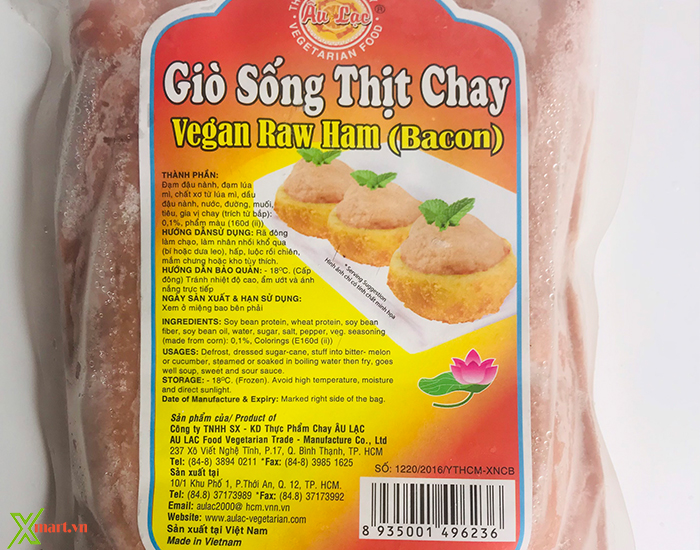 Âu Lạc ®
VEGETARIAN FOOD
Giò Sống Thịt Chay
Vegan Raw Ham (Bacon)
THÀNH PHẦN:
Đạm đậu nành, đạm lúa
mì, chất xơ từ lúa mì, dầu
đậu nành, nước, đường, muối,
tiêu, gia vị chay (trích từ bắp):
0,1%, phẩm màu (160d (ii))
HƯỚNG DẪNSỬ DỤNG: Rã đông
làm chạo, làm nhân nhồi khổ qua
(bí hoặc dưa leo), hấp, luộc rồi chiên,
mắm chưng hoặc kho tùy thích.
HƯỚNG DẪN BẢO QUẢN: - 18ºC. (Cấp
đông) Tránh nhiệt độ cao, ẩm ướt và ánh
nắng trực tiếp
NGÀY SẢN XUẤT & HẠN SỬ DỤNG:
Xem ở miệng bao bên phải
* Serving Suggestion
Hình ảnh chỉ có tính chất minh họa
INGREDIENTS: Soy bean protein, wheat protein, soy bean
fiber, soy bean oil, water, sugar, salt, pepper, veg. seasoning
(made from corn): 0,1%, Colorings (E160d (ii))
USAGES: Defrost, dressed sugar-cane, stuff into bitter- melon
or cucumber, steamed or soaked in boiling water then fry, goes
well soup, sweet and sour sauce.
STORAGE: - 18ºC. (Frozen). Avoid high temperature, moisture
and direct sunlight.
Date of Manufacture & Expiry: Marked right side of the bag.
Sản phẩm của/ Product of
Công ty TNHH SX - KD Thực Phẩm Chay ÂU LẠC
AU LAC Food Vegetarian Trade - Manufacture Co., Ltd
237 Xô Viết Nghệ Tĩnh, P.17, Q. Bình Thạnh, TP. HCM
Tel: (84-8) 3894 0211 * Fax: (84-8) 3985 1625
Sản xuất tại
10/1 Khu Phố 1, P.Thới An, Q. 12, TP. HCM.
Tel: (84.8) 37173989 * Fax: (84-8) 37173992
Email: aulac2000@ hcm.vnn.vn
Website: www.aulac-vegetarian.com
Sản xuất tại Việt Nam
Made in Vietnam
SỐ: 1220/2016/YTHCM-XNCB
8 935001 496236
Xmart.vn